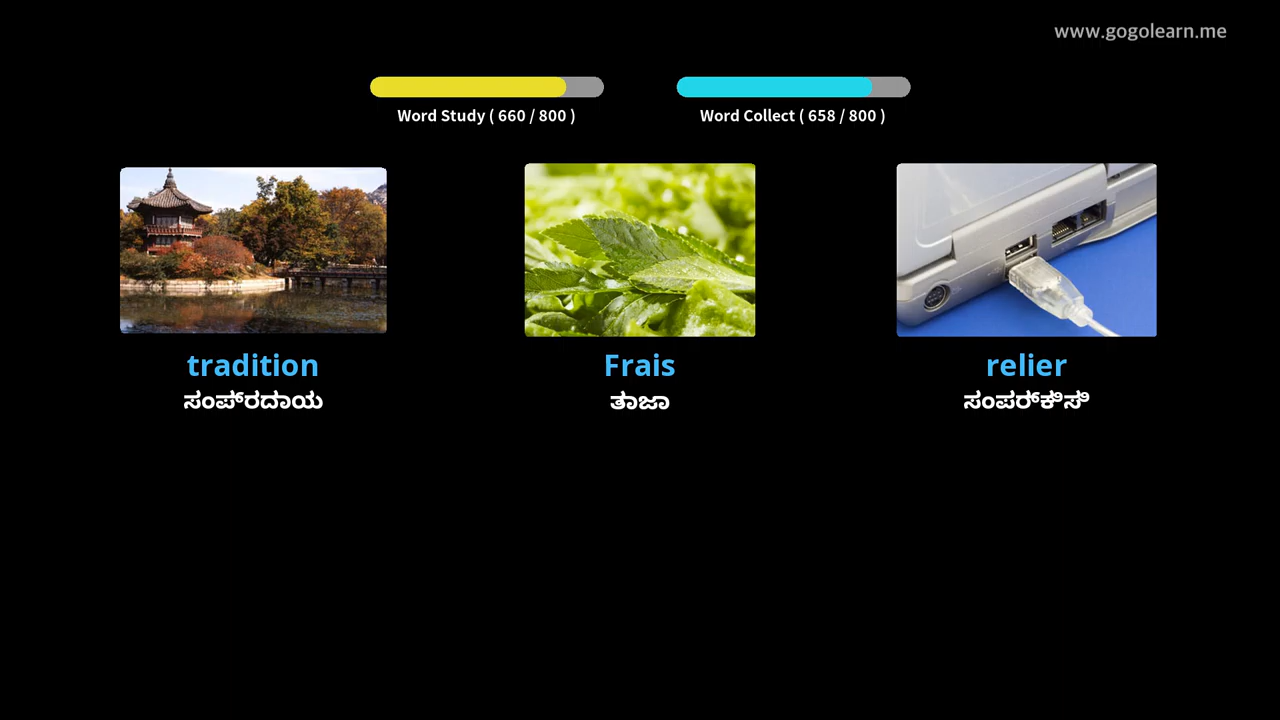 www.gogolearn.me
Word Study ( 660 / 800 )
Word Collect ( 658 / 800 )
tradition
ಸಂಪ್ರದಾಯ
Frais
ತಾಜಾ
relier
ಸಂಪರ್ಕಿಸಿ